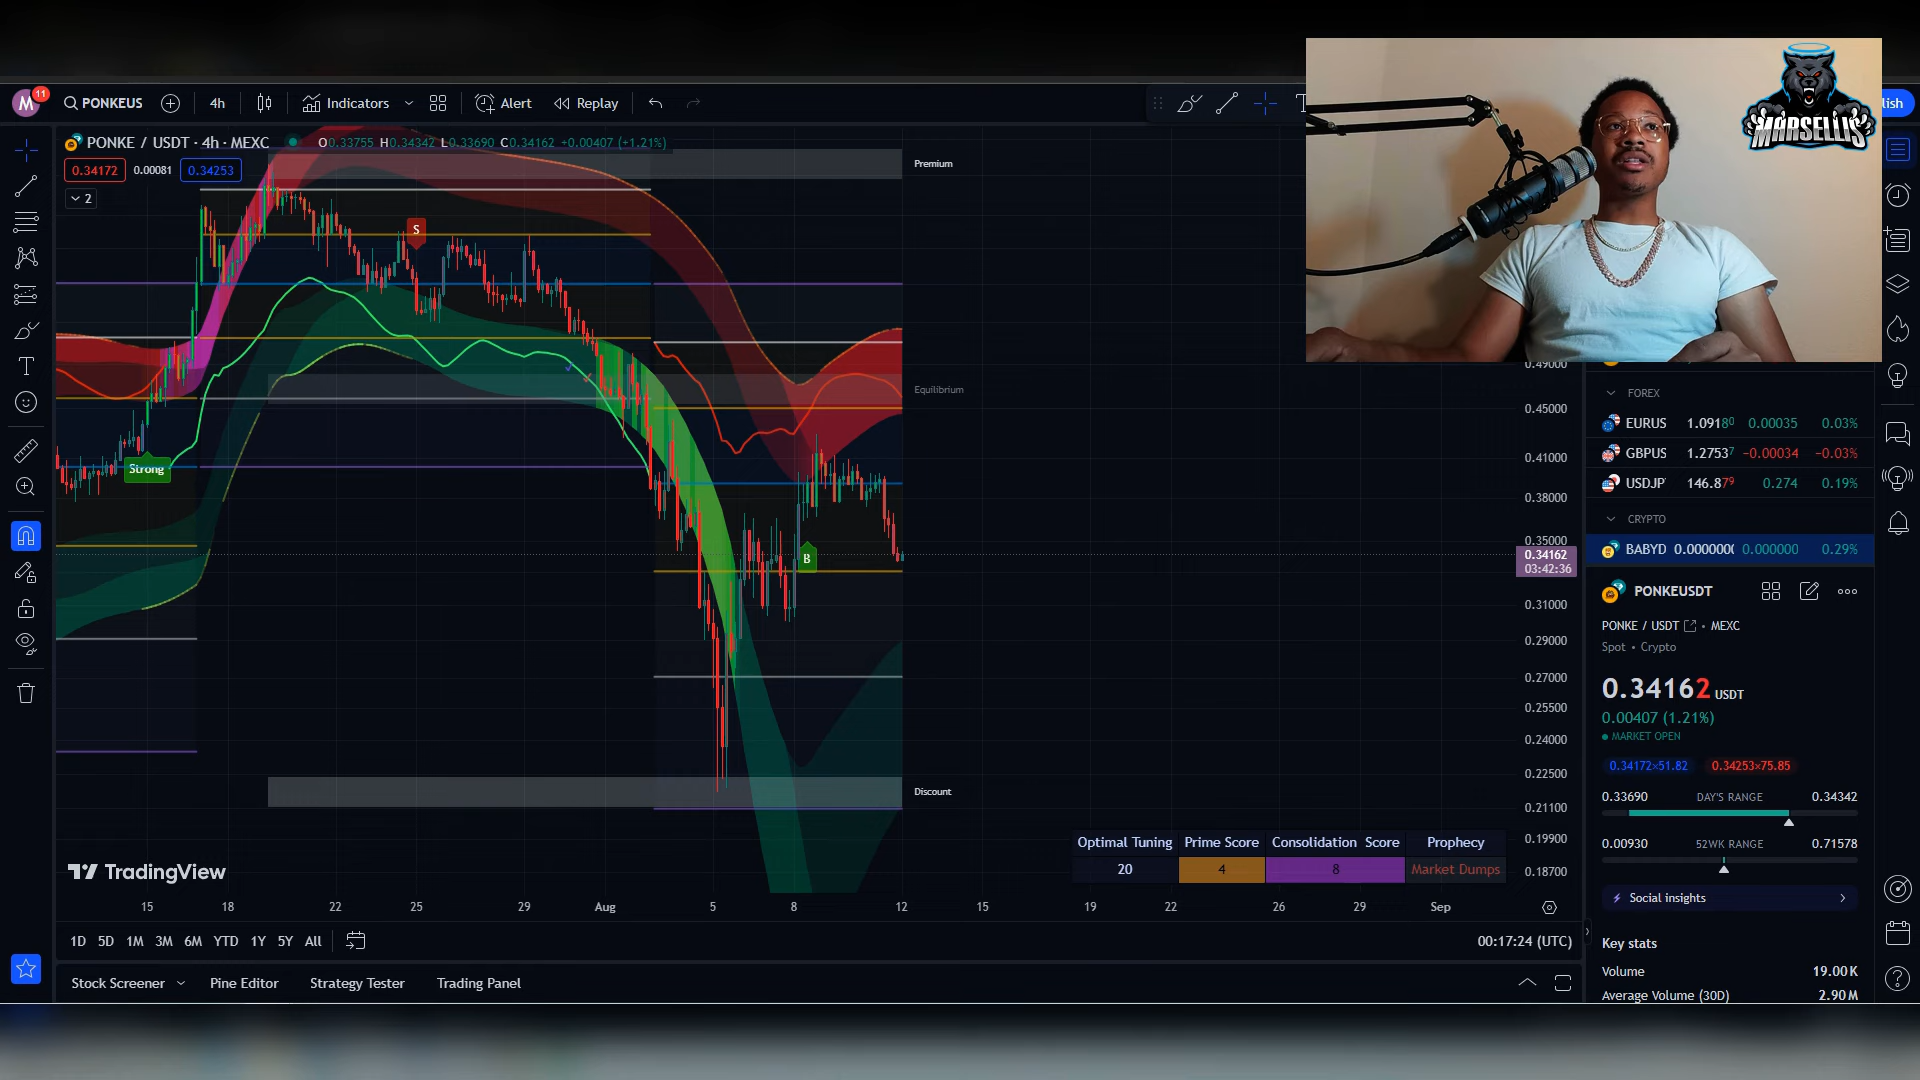 M 11 PONKEUS 4h Indicators Alert Replay T lish
MARSELLIS
PONKE / USDT · 4h · MEXC O0.33755 H0.34342 L0.33690 C0.34162 +0.00407 (+1.21%)
0.34172 0.00081 0.34253
2
Premium
S
Equilibrium
Strong
B
Discount
0.49000
0.45000
0.41000
0.38000
0.35000
0.34162
03:42:36
0.31000
0.29000
0.27000
0.25500
0.24000
0.22500
0.21100
0.19900
0.18700
Optimal Tuning Prime Score Consolidation Score Prophecy
20 4 8 Market Dumps
TradingView
15 18 22 25 29 Aug 5 8 12 15 19 22 26 29 Sep
1D 5D 1M 3M 6M YTD 1Y 5Y All 00:17:24 (UTC)
Stock Screener Pine Editor Strategy Tester Trading Panel
FOREX
EURUS 1.09180 0.00035 0.03%
GBPUS 1.27537 −0.00034 −0.03%
USDJP 146.879 0.274 0.19%
CRYPTO
BABYD 0.0000000 0.000000 0.29%
PONKEUSDT
PONKE / USDT • MEXC
Spot • Crypto
0.34162 USDT
0.00407 (1.21%)
MARKET OPEN
0.34172×51.82 0.34253×75.85
0.33690 DAY'S RANGE 0.34342
0.00930 52WK RANGE 0.71578
Social insights
Key stats
Volume 19.00K
Average Volume (30D) 2.90M